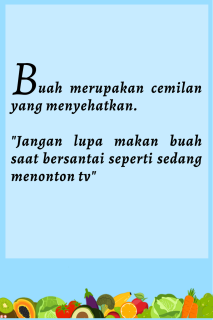 Buah merupakan cemilan
yang menyehatkan.
"Jangan lupa makan buah
saat bersantai seperti sedang
menonton tv"